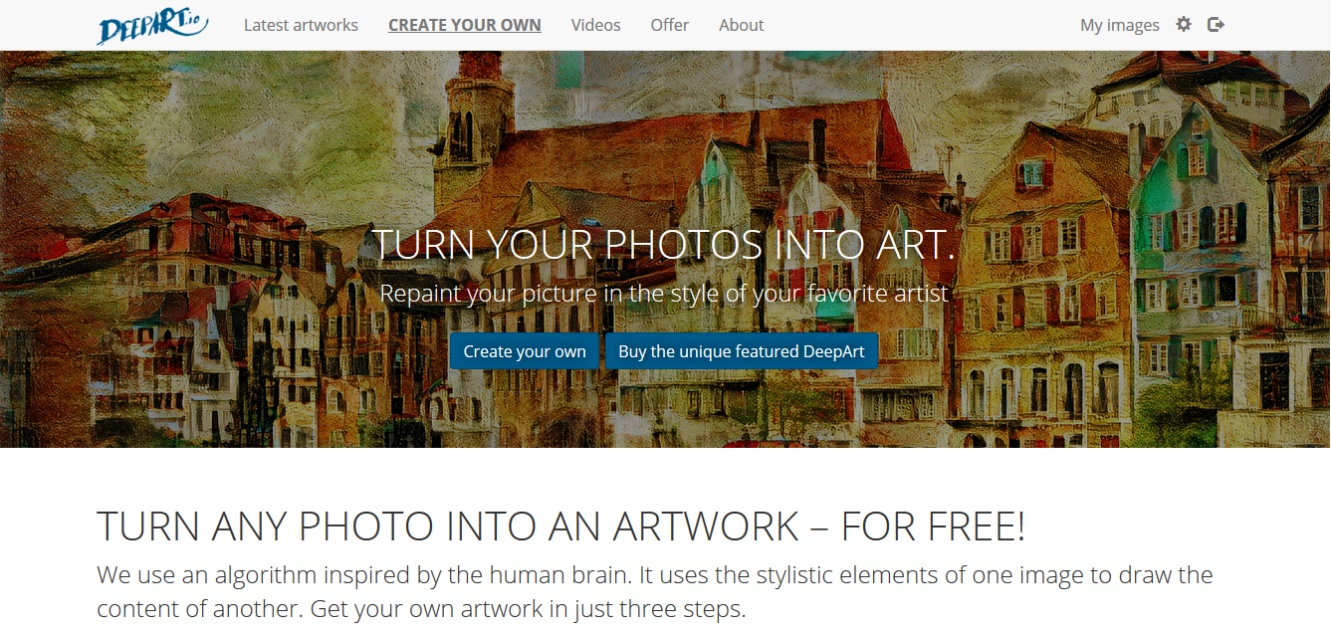 DEEPART.io
Latest artworks
CREATE YOUR OWN
Videos
Offer
About
My images
TURN YOUR PHOTOS INTO ART.
Repaint your picture in the style of your favorite artist
Create your own
Buy the unique featured DeepArt
TURN ANY PHOTO INTO AN ARTWORK – FOR FREE!
We use an algorithm inspired by the human brain. It uses the stylistic elements of one image to draw the
content of another. Get your own artwork in just three steps.